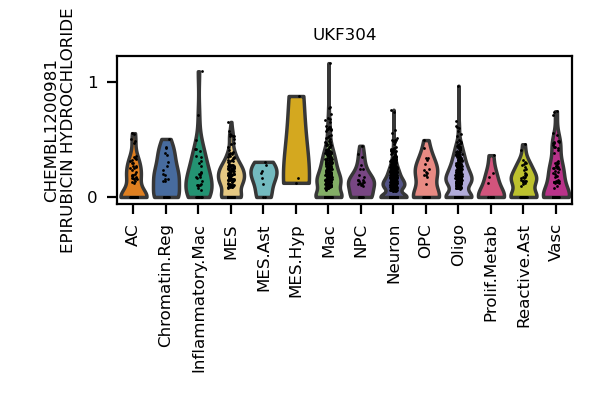 UKF304
CHEMBL1200981
EPIRUBICIN HYDROCHLORIDE
1
0
AC
Chromatin.Reg
Inflammatory.Mac
MES
MES.Ast
MES.Hyp
Mac
NPC
Neuron
OPC
Oligo
Prolif.Metab
Reactive.Ast
Vasc